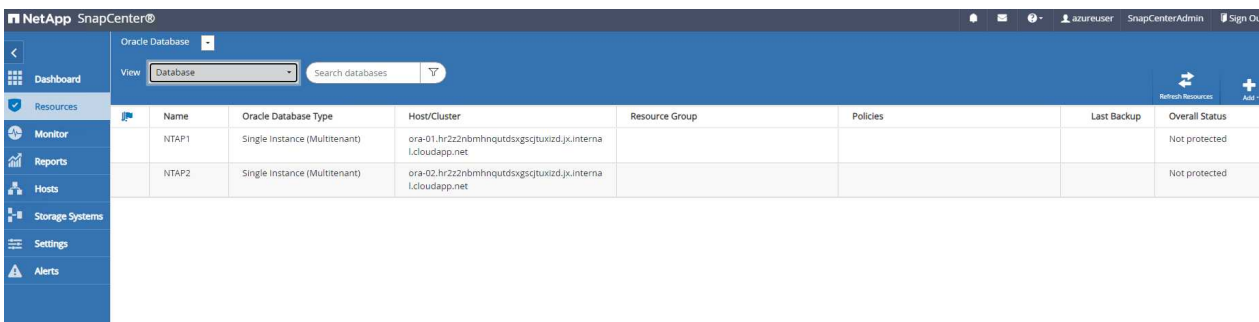 NetApp SnapCenter®
azureuser SnapCenterAdmin Sign Ou
Oracle Database
View Database Search databases
Refresh Resources Add
Dashboard
Resources
Monitor
Reports
Hosts
Storage Systems
Settings
Alerts
Name Oracle Database Type Host/Cluster Resource Group Policies Last Backup Overall Status
NTAP1 Single Instance (Multitenant) ora-01.hr2z2nbmhnqutdsxgscjtuxizd.jx.interna Not protected
l.cloudapp.net
NTAP2 Single Instance (Multitenant) ora-02.hr2z2nbmhnqutdsxgscjtuxizd.jx.interna Not protected
l.cloudapp.net